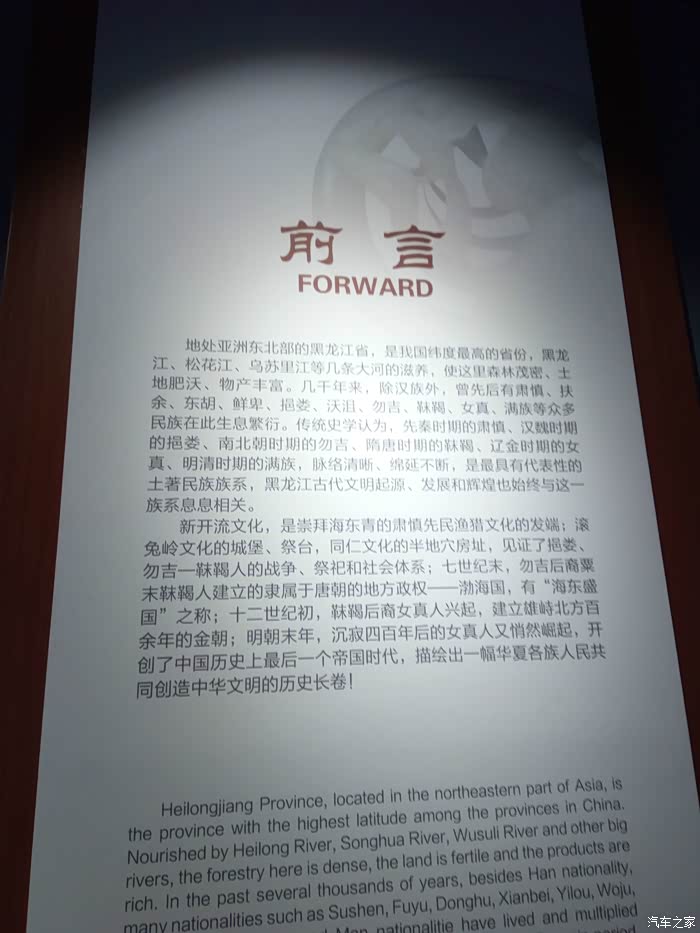 前 言
FORWARD
地处亚洲东北部的黑龙江省，是我国纬度最高的省份，黑龙
江、松花江、乌苏里江等几条大河的滋养，使这里森林茂密、土
地肥沃、物产丰富。几千年来，除汉族外，曾先后有肃慎、扶
余、东胡、鲜卑、挹娄、沃沮、勿吉、靺鞨、女真、满族等众多
民族在此生息繁衍。传统史学认为，先秦时期的肃慎、汉魏时期
的挹娄、南北朝时期的勿吉、隋唐时期的靺鞨、辽金时期的女
真、明清时期的满族，脉络清晰、绵延不断，是最具有代表性的
土著民族族系，黑龙江古代文明起源、发展和辉煌也始终与这一
族系息息相关。
新开流文化，是崇拜海东青的肃慎先民渔猎文化的发端；滚
兔岭文化的城堡、祭台，同仁文化的半地穴房址，见证了挹娄、
勿吉—靺鞨人的战争、祭祀和社会体系；七世纪末，勿吉后裔粟
末靺鞨人建立的隶属于唐朝的地方政权——渤海国，有“海东盛
国”之称；十二世纪初，靺鞨后裔女真人兴起，建立雄峙北方百
余年的金朝；明朝末年，沉寂四百年后的女真人又悄然崛起，开
创了中国历史上最后一个帝国时代，描绘出一幅华夏各族人民共
同创造中华文明的历史长卷！
Heilongjiang Province, located in the northeastern part of Asia, is
the province with the highest latitude among the provinces in China.
Nourished by Heilong River, Songhua River, Wusuli River and other big
rivers, the forestry here is dense, the land is fertile and the products are
rich. In the past several thousands of years, besides Han nationality,
many nationalities such as Sushen, Fuyu, Donghu, Xianbei, Yilou, Woju,
Man nationalitie have lived and multiplied
汽车之家